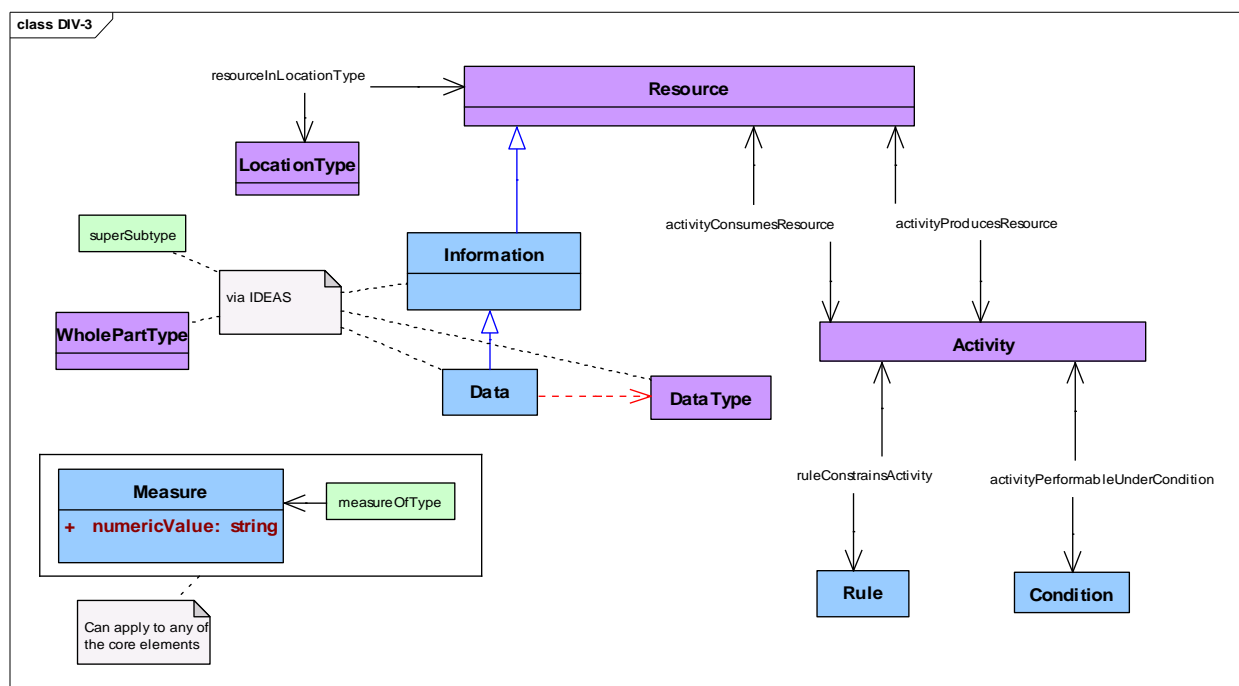 class DIV-3
resourceInLocationType
Resource
LocationType
superSubtype
activityConsumesResource
activityProducesResource
Information
via IDEAS
WholePartType
Activity
Data
DataType
Measure
+ numericValue: string
measureOfType
ruleConstrainsActivity
activityPerformableUnderCondition
Rule
Condition
Can apply to any of
the core elements